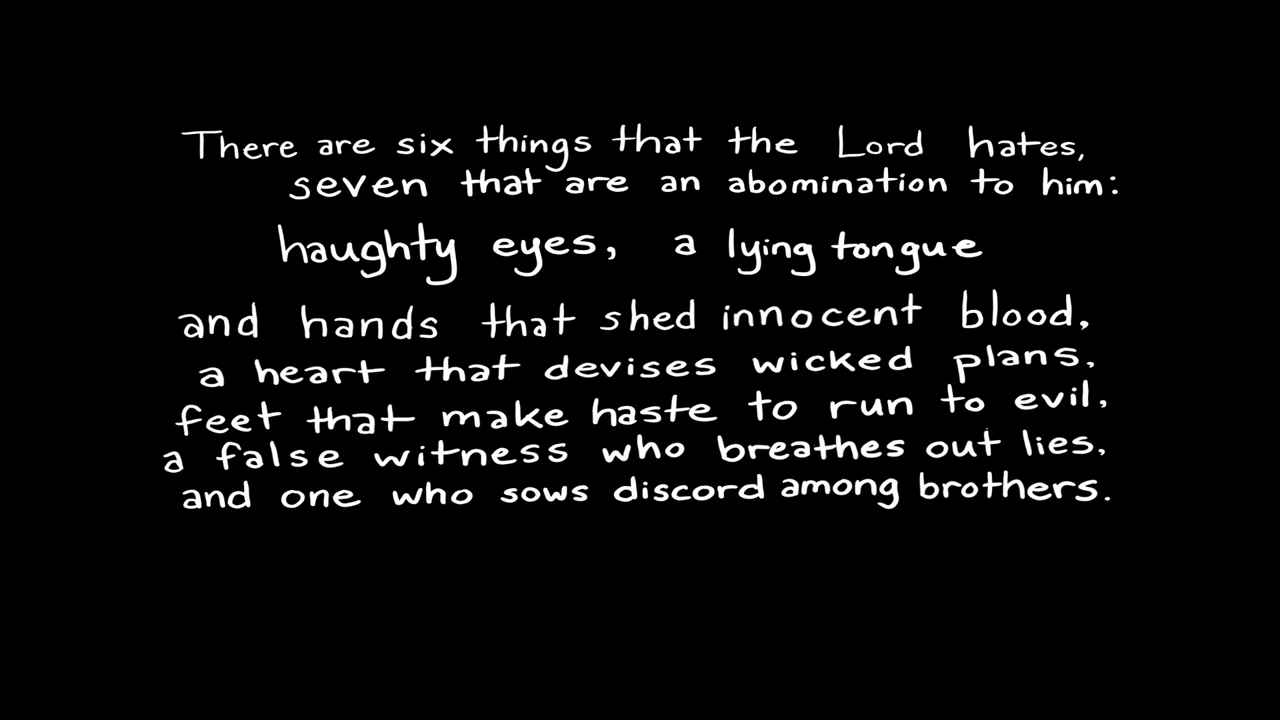 There are six things that the Lord hates,
seven that are an abomination to him:
haughty eyes, a lying tongue
and hands that shed innocent blood,
a heart that devises wicked plans,
feet that make haste to run to evil,
a false witness who breathes out lies,
and one who sows discord among brothers.